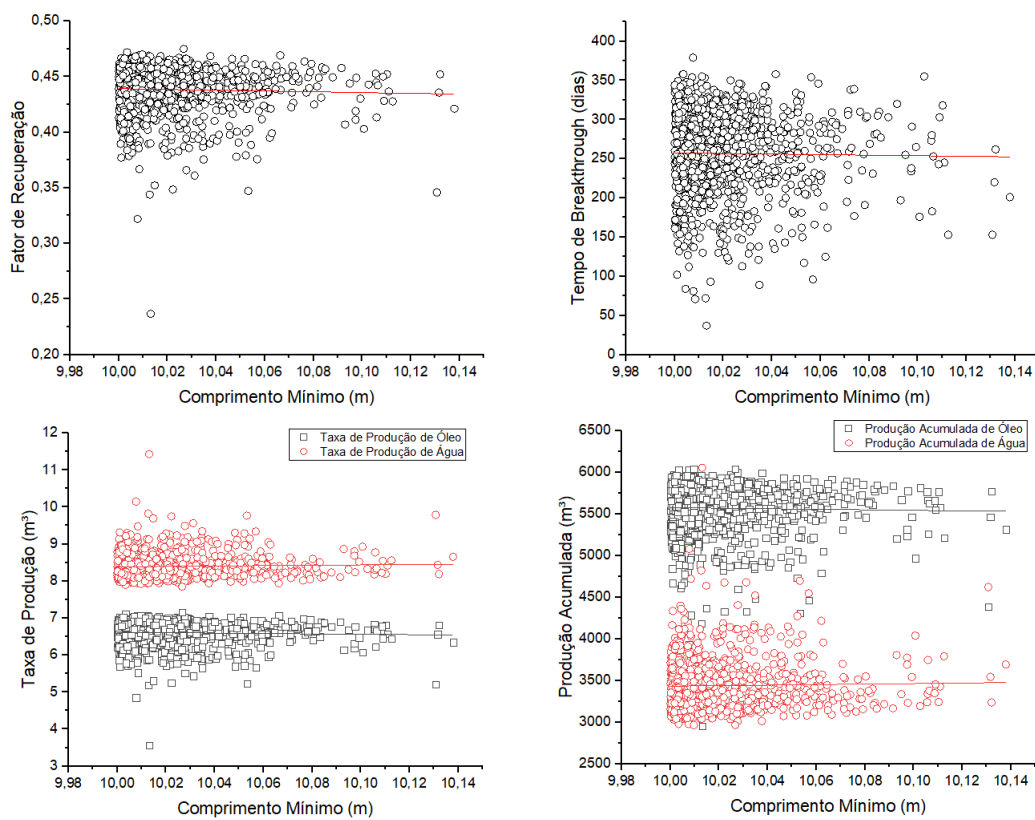 0,50
0,45
0,40
0,35
0,30
0,25
0,20
Fator de Recuperação
9,98 10,00 10,02 10,04 10,06 10,08 10,10 10,12 10,14
Comprimento Mínimo (m)
400
350
300
250
200
150
100
50
0
Tempo de Breakthrough (dias)
9,98 10,00 10,02 10,04 10,06 10,08 10,10 10,12 10,14
Comprimento Mínimo (m)
Taxa de Produção de Óleo
Taxa de Produção de Água
12
11
10
9
8
7
6
5
4
3
Taxa de Produção (m³)
9,98 10,00 10,02 10,04 10,06 10,08 10,10 10,12 10,14
Comprimento Mínimo (m)
Produção Acumulada de Óleo
Produção Acumulada de Água
6500
6000
5500
5000
4500
4000
3500
3000
2500
Produção Acumulada (m³)
9,98 10,00 10,02 10,04 10,06 10,08 10,10 10,12 10,14
Comprimento Mínimo (m)